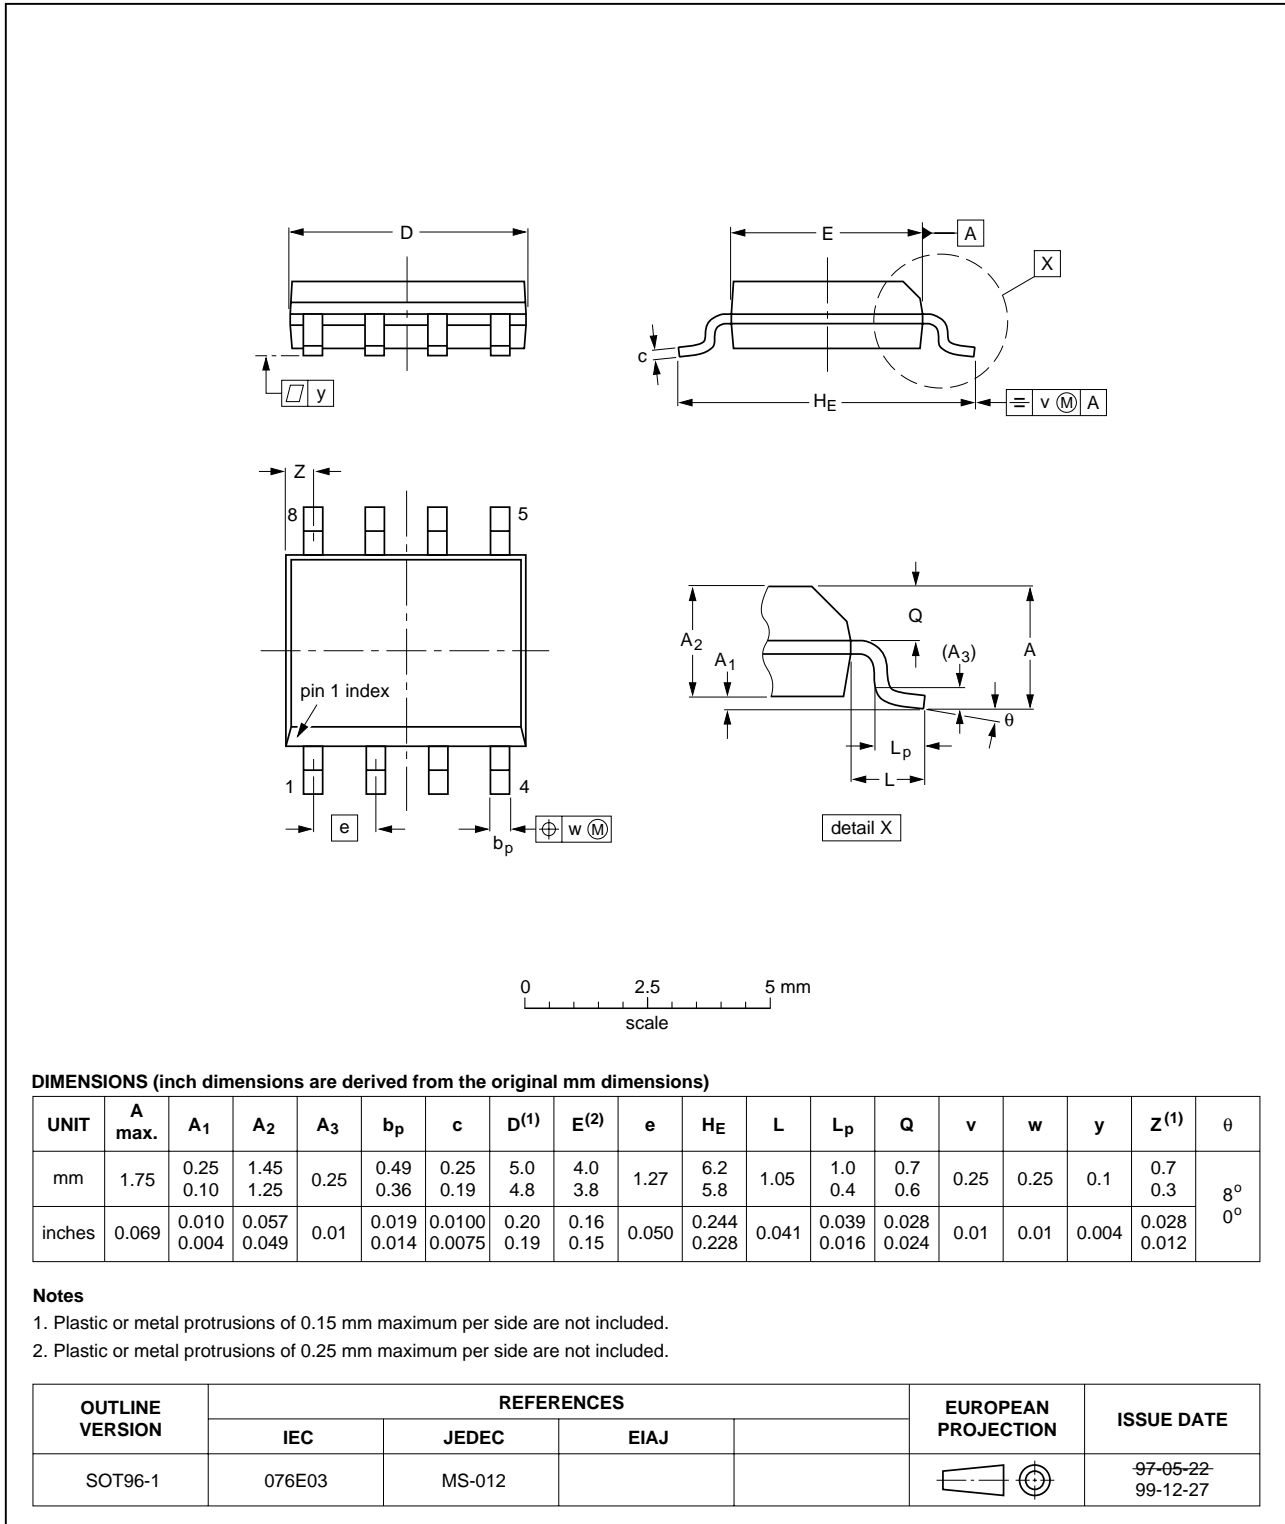 D
E
A
X
c
y
HE
v Ⓜ A
Z
8
5
pin 1 index
1
4
e
bp
w Ⓜ
A2
A1
Q
(A3)
A
θ
Lp
L
detail X
0 2.5 5 mm
scale
DIMENSIONS (inch dimensions are derived from the original mm dimensions)
UNIT A max. A1 A2 A3 bp c D(1) E(2) e HE L Lp Q v w y Z(1) θ
mm 1.75 0.25 0.10 1.45 1.25 0.25 0.49 0.36 0.25 0.19 5.0 4.8 4.0 3.8 1.27 6.2 5.8 1.05 1.0 0.4 0.7 0.6 0.25 0.25 0.1 0.7 0.3 8° 0°
inches 0.069 0.010 0.004 0.057 0.049 0.01 0.019 0.014 0.0100 0.0075 0.20 0.19 0.16 0.15 0.050 0.244 0.228 0.041 0.039 0.016 0.028 0.024 0.01 0.01 0.004 0.028 0.012
Notes
1. Plastic or metal protrusions of 0.15 mm maximum per side are not included.
2. Plastic or metal protrusions of 0.25 mm maximum per side are not included.
OUTLINE VERSION REFERENCES EUROPEAN PROJECTION ISSUE DATE
IEC JEDEC EIAJ
SOT96-1 076E03 MS-012 97-05-22
99-12-27